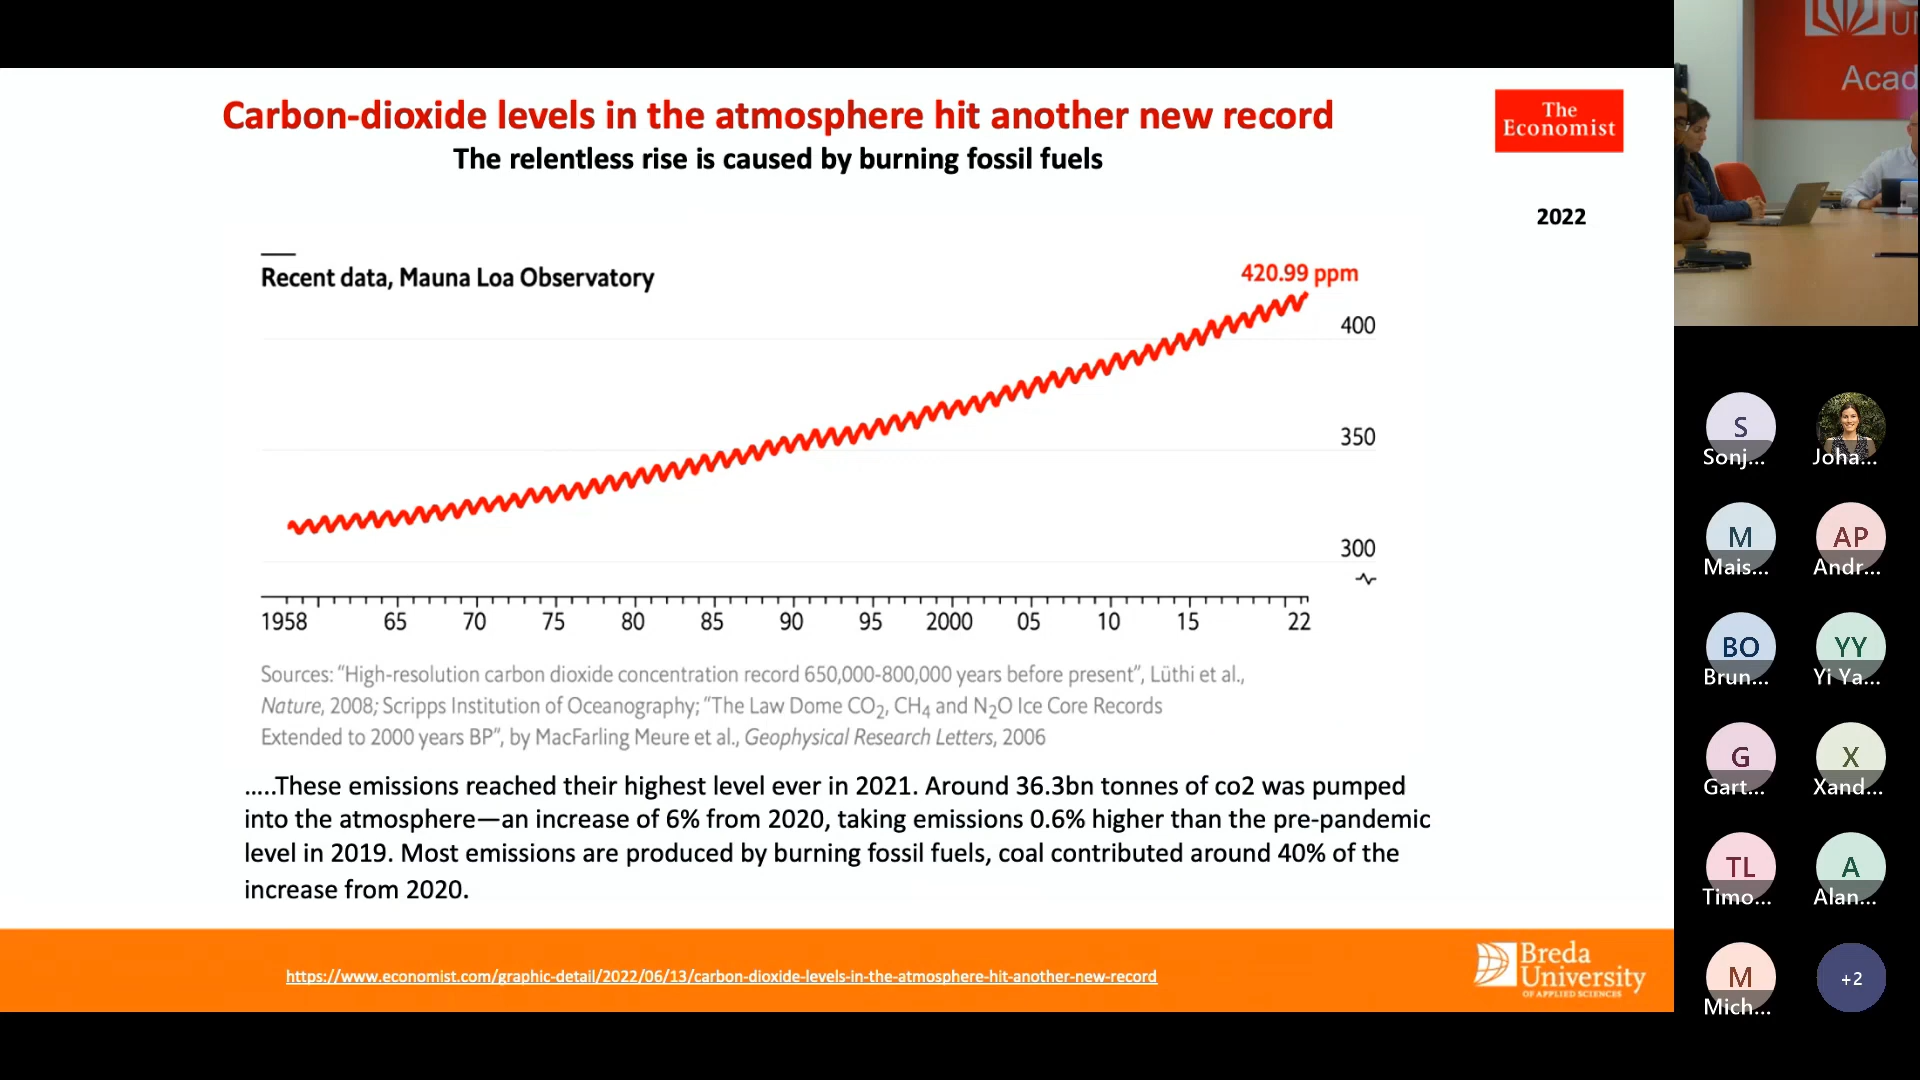 Carbon-dioxide levels in the atmosphere hit another new record
The relentless rise is caused by burning fossil fuels
The
Economist
2022
Recent data, Mauna Loa Observatory
420.99 ppm
400
350
300
1958 65 70 75 80 85 90 95 2000 05 10 15 22
Sources: “High-resolution carbon dioxide concentration record 650,000-800,000 years before present”, Lüthi et al.,
Nature, 2008; Scripps Institution of Oceanography; “The Law Dome CO₂, CH₄ and N₂O Ice Core Records
Extended to 2000 years BP”, by MacFarling Meure et al., Geophysical Research Letters, 2006
.....These emissions reached their highest level ever in 2021. Around 36.3bn tonnes of co2 was pumped
into the atmosphere—an increase of 6% from 2020, taking emissions 0.6% higher than the pre-pandemic
level in 2019. Most emissions are produced by burning fossil fuels, coal contributed around 40% of the
increase from 2020.
https://www.economist.com/graphic-detail/2022/06/13/carbon-dioxide-levels-in-the-atmosphere-hit-another-new-record
Breda
University
OF APPLIED SCIENCES
UN
Acad
S
Sonj...
Joha...
M
Mais...
AP
Andr...
BO
Brun...
YY
Yi Ya...
G
Gart...
X
Xand...
TL
Timo...
A
Alan...
M
Mich...
+2